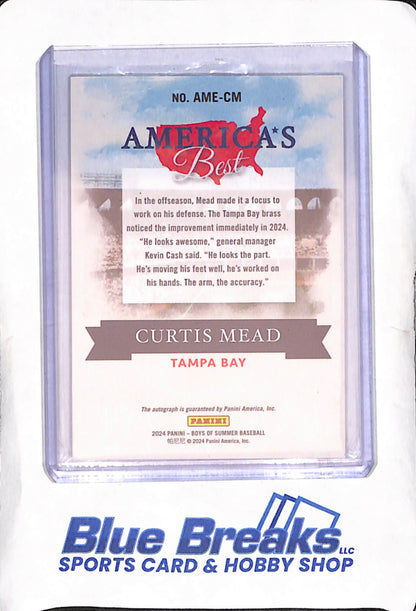 NO. AME-CM
AMERICA'S
Best
In the offseason, Mead made it a focus to
work on his defense. The Tampa Bay brass
noticed the improvement immediately in 2024.
"He looks awesome," general manager
Kevin Cash said. "He looks the part.
He's moving his feet well, he's worked on
his hands. The arm, the accuracy."
CURTIS MEAD
TAMPA BAY
The autograph is guaranteed by Panini America, Inc.
PANINI
2024 PANINI – BOYS OF SUMMER BASEBALL
帕尼尼 © 2024 Panini America, Inc.
Blue Breaks LLC
SPORTS CARD & HOBBY SHOP